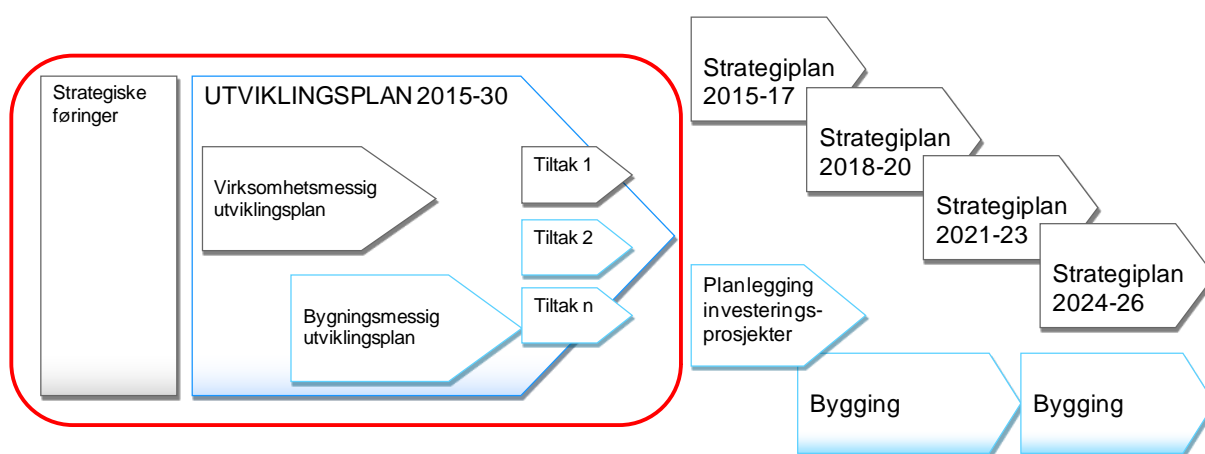 Strategiske
føringer
UTVIKLINGSPLAN 2015-30
Virksomhetsmessig
utviklingsplan
Bygningsmessig
utviklingsplan
Tiltak 1
Tiltak 2
Tiltak n
Strategiplan
2015-17
Strategiplan
2018-20
Strategiplan
2021-23
Strategiplan
2024-26
Planlegging
investerings-
prosjekter
Bygging
Bygging